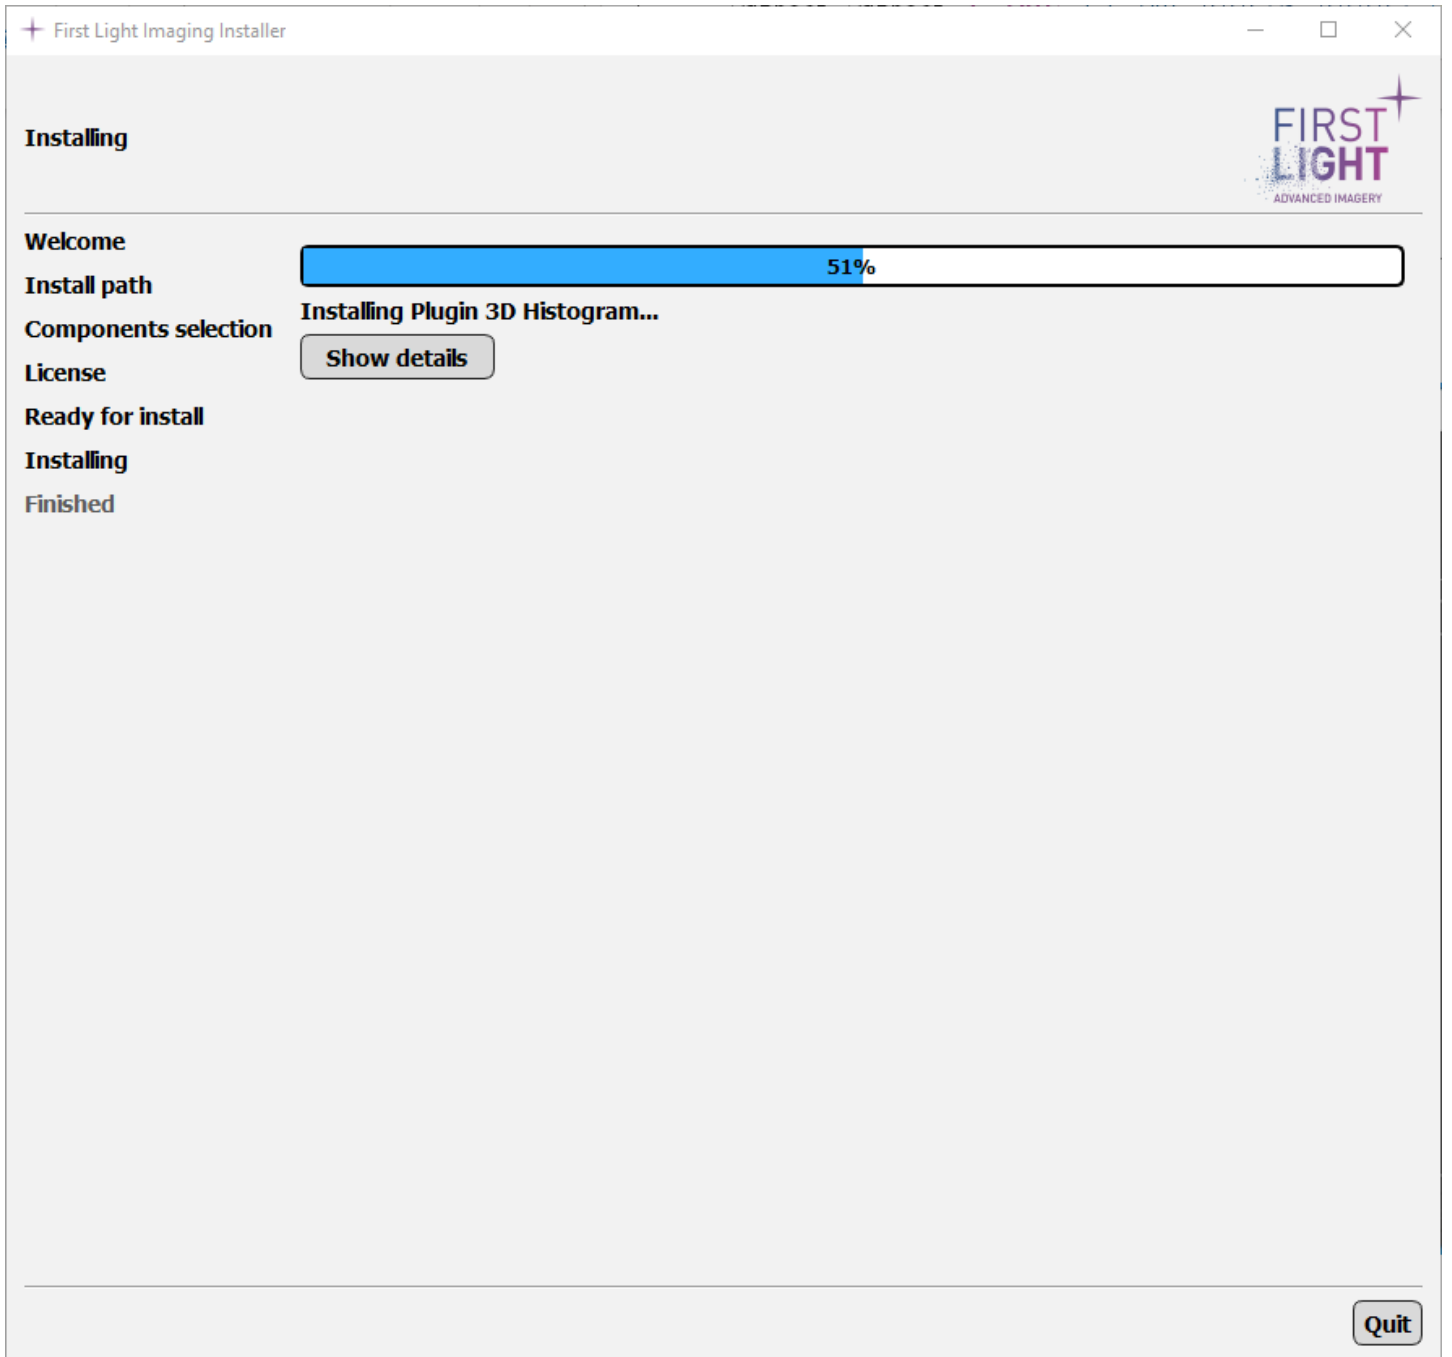 First Light Imaging Installer
Installing
FIRST
LIGHT
ADVANCED IMAGERY
Welcome
Install path
Components selection
License
Ready for install
Installing
Finished
51%
Installing Plugin 3D Histogram...
Show details
Quit